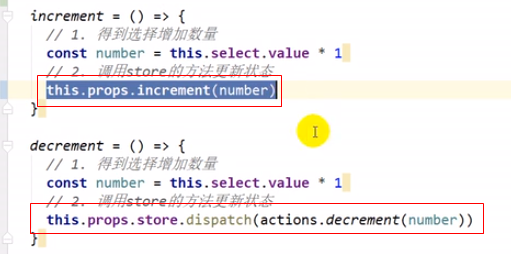 increment = () => {
// 1. 得到选择增加数量
const number = this.select.value * 1
// 2. 调用store的方法更新状态
this.props.increment(number)
}
decrement = () => {
// 1. 得到选择增加数量
const number = this.select.value * 1
// 2. 调用store的方法更新状态
this.props.store.dispatch(actions.decrement(number))
}